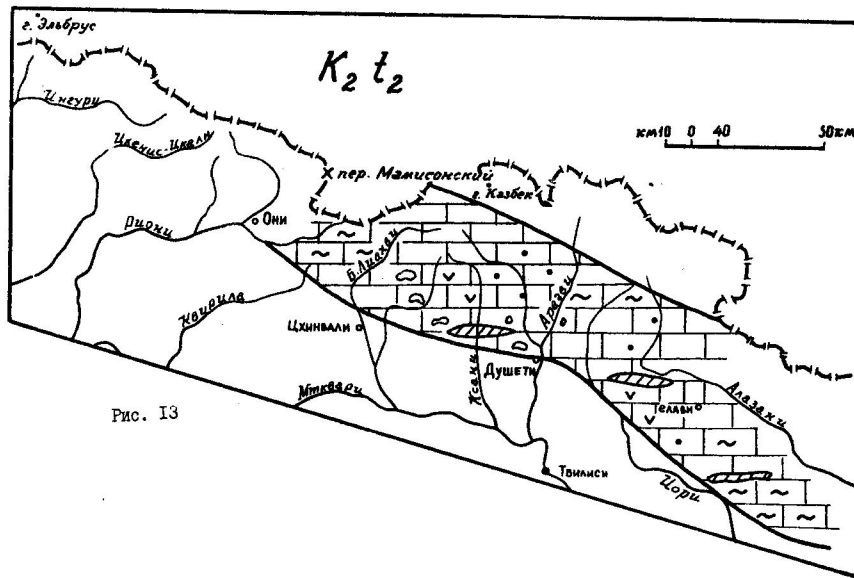 г. Эльбрус
K₂ t₂
Ингури
Цхенис-Цкали
км10 0 40 50км
пер. Мамисонский
г. Казбек
Они
Риони
Б. Лиахви
Арагви
Квирила
Цхинвали
Душети
Ксани
Мтквари
Телави
Алазани
Рис. 13
Тбилиси
Иори